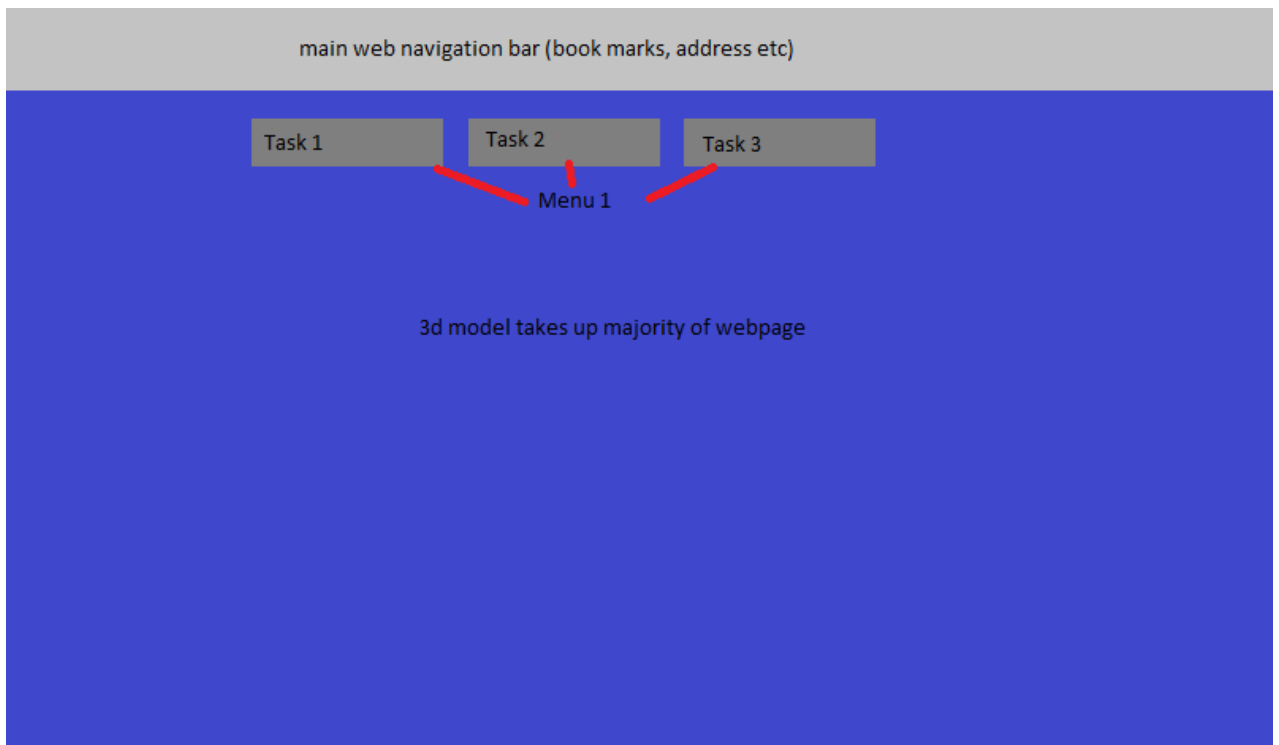 main web navigation bar (book marks, address etc)
Task 1
Task 2
Task 3
Menu 1
3d model takes up majority of webpage